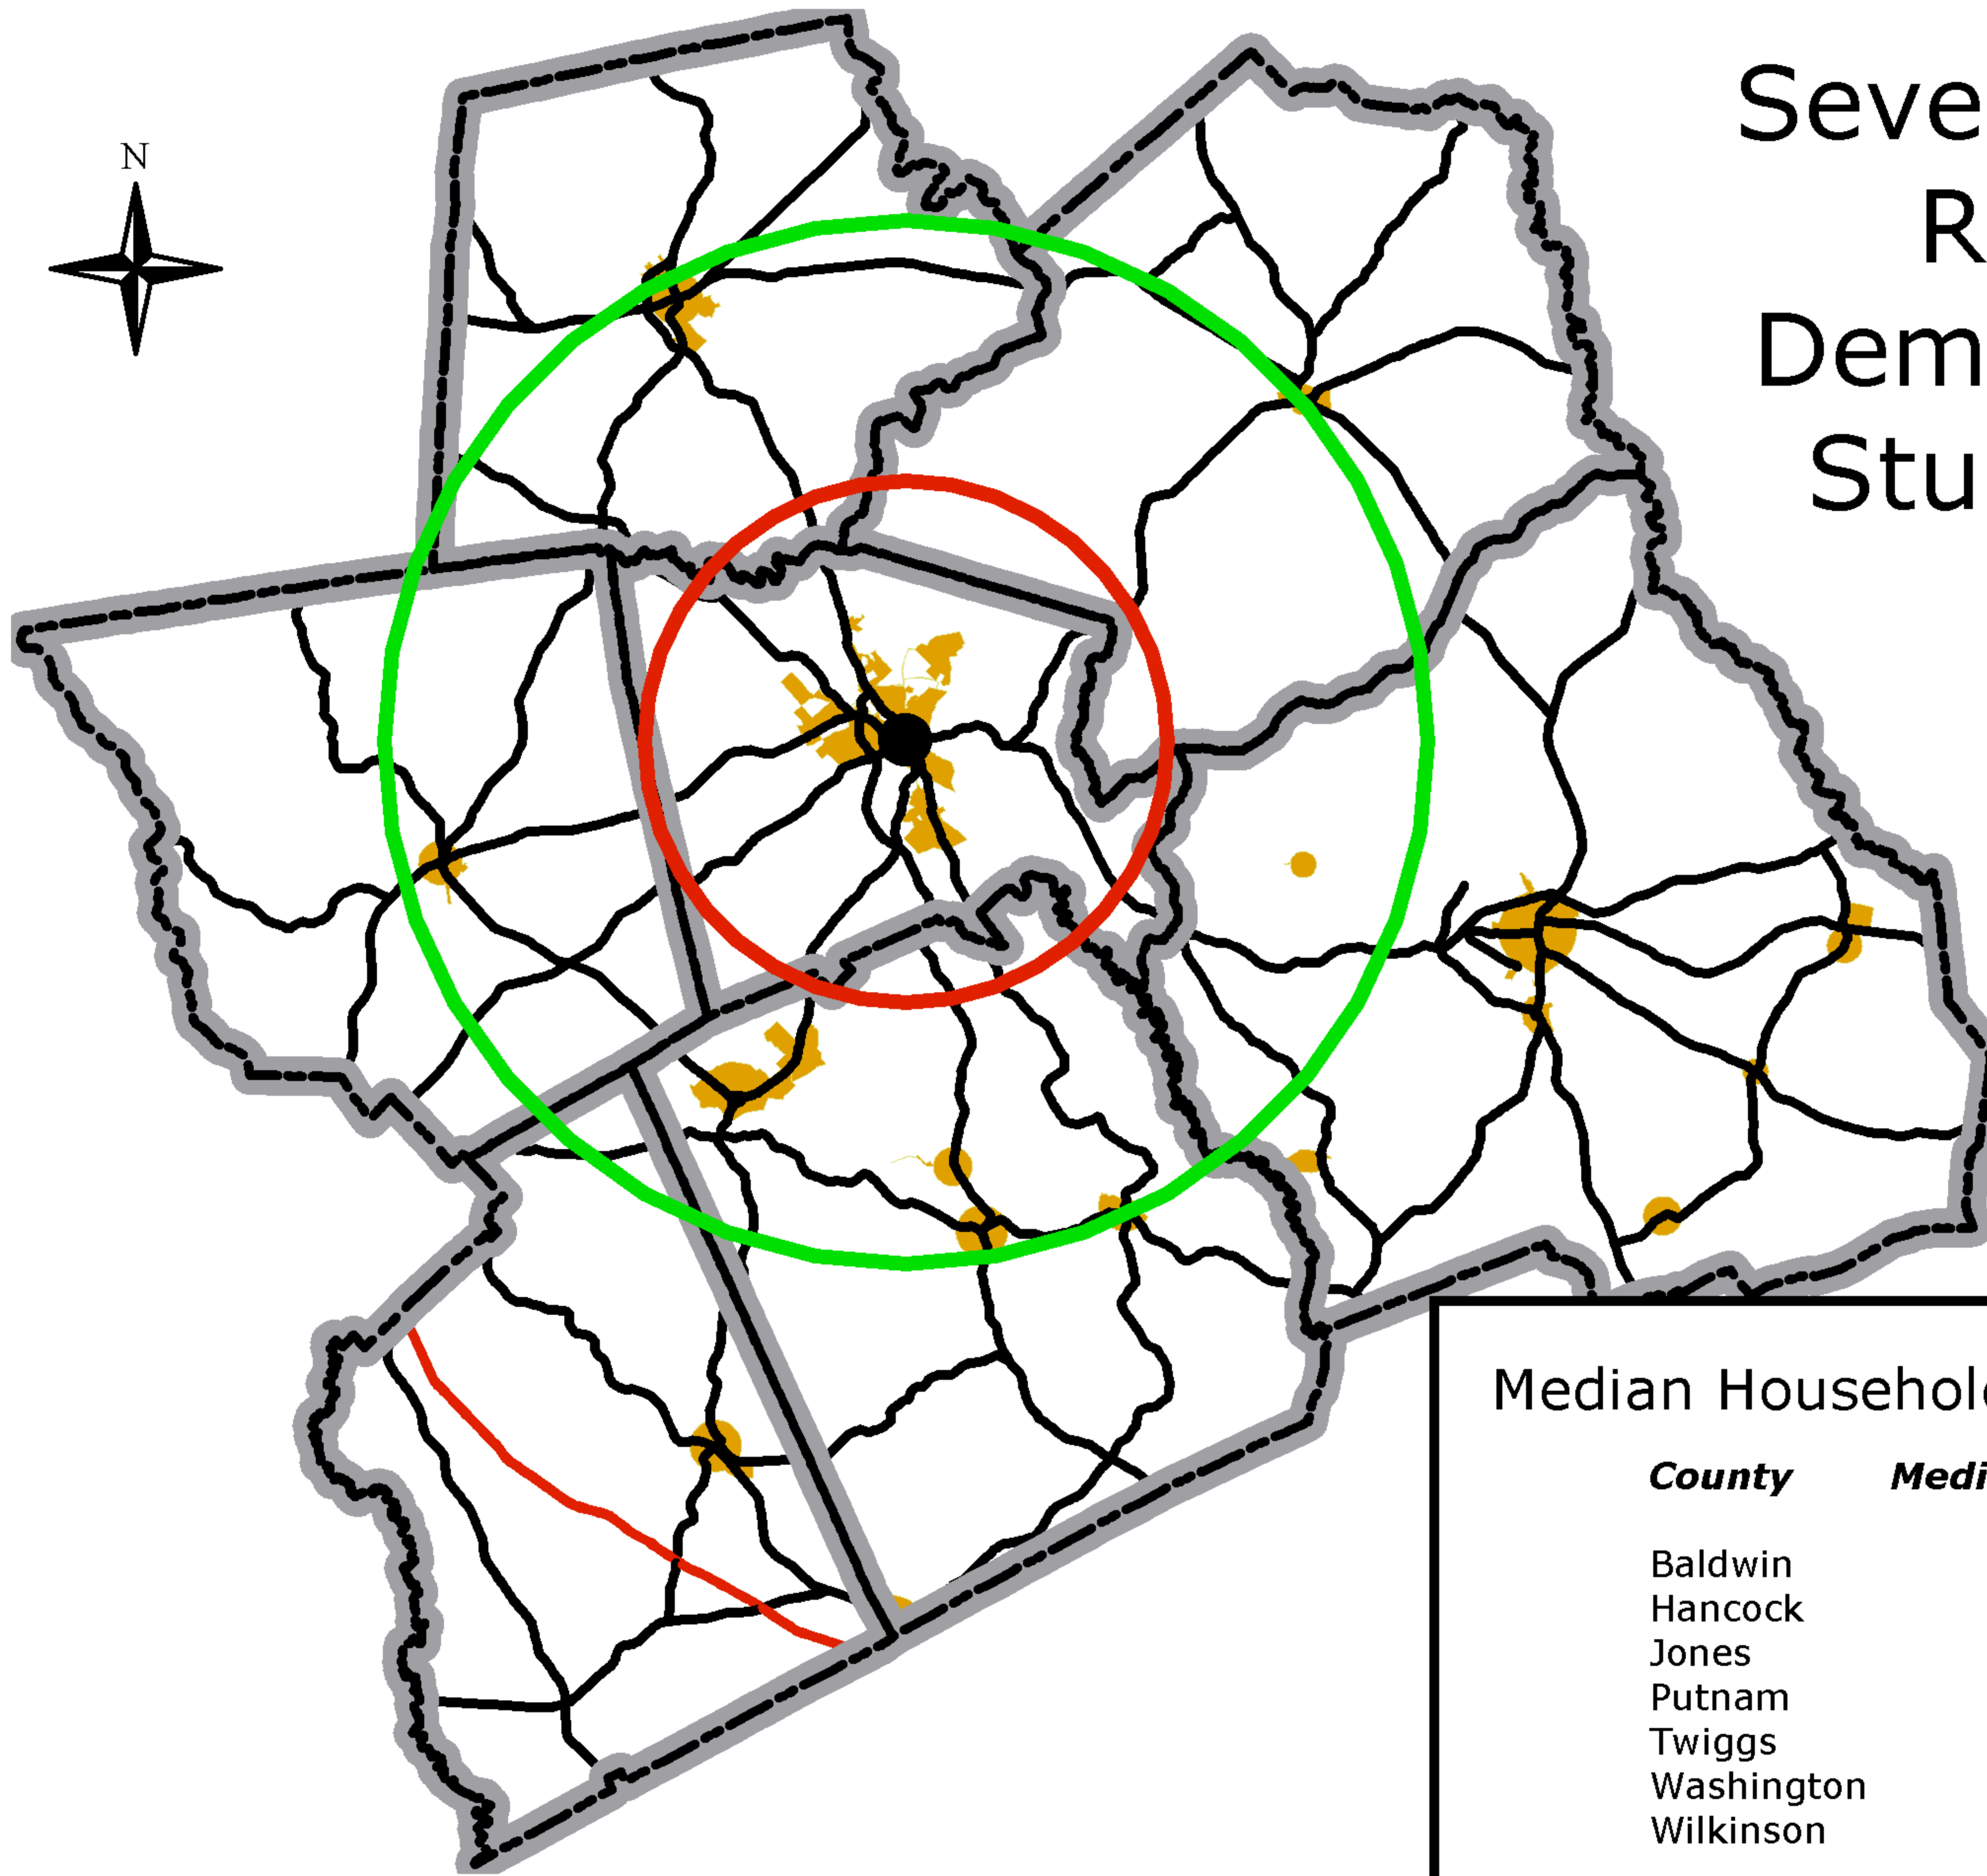 N
Seve
R
Dem
Stu
Median Househol
County Medi
Baldwin
Hancock
Jones
Putnam
Twiggs
Washington
Wilkinson